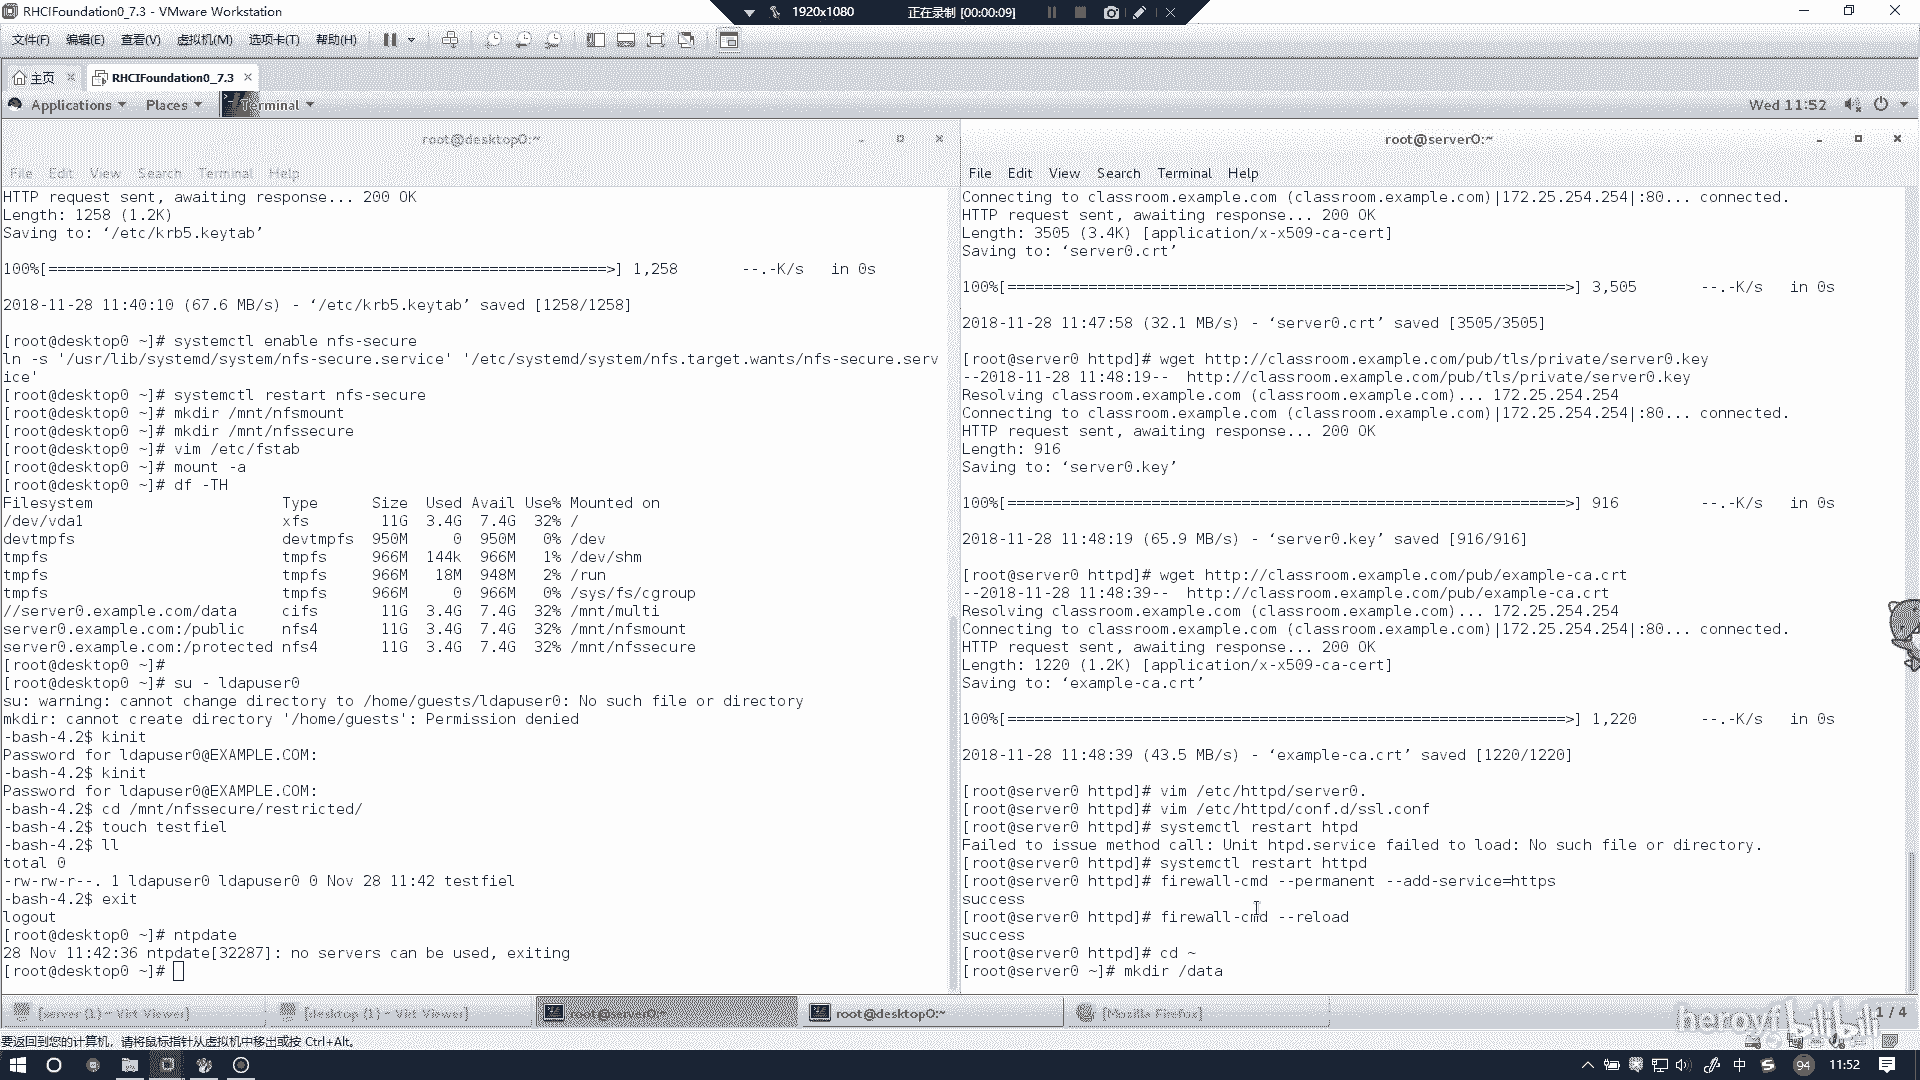 RHCIFoundation0_7.3 - VMware Workstation
1920x1080 正在录制 [00:00:09]
文件(F) 编辑(E) 查看(V) 虚拟机(M) 选项卡(T) 帮助(H)
主页 RHCIFoundation0_7.3
Applications Places Terminal Wed 11:52
root@desktop0:~
File Edit View Search Terminal Help
HTTP request sent, awaiting response... 200 OK
Length: 1258 (1.2K)
Saving to: ‘/etc/krb5.keytab’
100%[=============================================================>] 1,258 --.-K/s in 0s
2018-11-28 11:40:10 (67.6 MB/s) - ‘/etc/krb5.keytab’ saved [1258/1258]
[root@desktop0 ~]# systemctl enable nfs-secure
ln -s '/usr/lib/systemd/system/nfs-secure.service' '/etc/systemd/system/nfs.target.wants/nfs-secure.serv
ice'
[root@desktop0 ~]# systemctl restart nfs-secure
[root@desktop0 ~]# mkdir /mnt/nfsmount
[root@desktop0 ~]# mkdir /mnt/nfssecure
[root@desktop0 ~]# vim /etc/fstab
[root@desktop0 ~]# mount -a
[root@desktop0 ~]# df -TH
Filesystem Type Size Used Avail Use% Mounted on
/dev/vda1 xfs 11G 3.4G 7.4G 32% /
devtmpfs devtmpfs 950M 0 950M 0% /dev
tmpfs tmpfs 966M 144k 966M 1% /dev/shm
tmpfs tmpfs 966M 18M 948M 2% /run
tmpfs tmpfs 966M 0 966M 0% /sys/fs/cgroup
//server0.example.com/data cifs 11G 3.4G 7.4G 32% /mnt/multi
server0.example.com:/public nfs4 11G 3.4G 7.4G 32% /mnt/nfsmount
server0.example.com:/protected nfs4 11G 3.4G 7.4G 32% /mnt/nfssecure
[root@desktop0 ~]#
[root@desktop0 ~]# su - ldapuser0
su: warning: cannot change directory to /home/guests/ldapuser0: No such file or directory
mkdir: cannot create directory '/home/guests': Permission denied
-bash-4.2$ kinit
Password for ldapuser0@EXAMPLE.COM:
-bash-4.2$ kinit
Password for ldapuser0@EXAMPLE.COM:
-bash-4.2$ cd /mnt/nfssecure/restricted/
-bash-4.2$ touch testfiel
-bash-4.2$ ll
total 0
-rw-rw-r--. 1 ldapuser0 ldapuser0 0 Nov 28 11:42 testfiel
-bash-4.2$ exit
logout
[root@desktop0 ~]# ntpdate
28 Nov 11:42:36 ntpdate[32287]: no servers can be used, exiting
[root@desktop0 ~]#
root@server0:~
File Edit View Search Terminal Help
Connecting to classroom.example.com (classroom.example.com)|172.25.254.254|:80... connected.
HTTP request sent, awaiting response... 200 OK
Length: 3505 (3.4K) [application/x-x509-ca-cert]
Saving to: ‘server0.crt’
100%[=============================================================>] 3,505 --.-K/s in 0s
2018-11-28 11:47:58 (32.1 MB/s) - ‘server0.crt’ saved [3505/3505]
[root@server0 httpd]# wget http://classroom.example.com/pub/tls/private/server0.key
--2018-11-28 11:48:19-- http://classroom.example.com/pub/tls/private/server0.key
Resolving classroom.example.com (classroom.example.com)... 172.25.254.254
Connecting to classroom.example.com (classroom.example.com)|172.25.254.254|:80... connected.
HTTP request sent, awaiting response... 200 OK
Length: 916
Saving to: ‘server0.key’
100%[=============================================================>] 916 --.-K/s in 0s
2018-11-28 11:48:19 (65.9 MB/s) - ‘server0.key’ saved [916/916]
[root@server0 httpd]# wget http://classroom.example.com/pub/example-ca.crt
--2018-11-28 11:48:39-- http://classroom.example.com/pub/example-ca.crt
Resolving classroom.example.com (classroom.example.com)... 172.25.254.254
Connecting to classroom.example.com (classroom.example.com)|172.25.254.254|:80... connected.
HTTP request sent, awaiting response... 200 OK
Length: 1220 (1.2K) [application/x-x509-ca-cert]
Saving to: ‘example-ca.crt’
100%[=============================================================>] 1,220 --.-K/s in 0s
2018-11-28 11:48:39 (43.5 MB/s) - ‘example-ca.crt’ saved [1220/1220]
[root@server0 httpd]# vim /etc/httpd/server0.
[root@server0 httpd]# vim /etc/httpd/conf.d/ssl.conf
[root@server0 httpd]# systemctl restart htpd
Failed to issue method call: Unit htpd.service failed to load: No such file or directory.
[root@server0 httpd]# systemctl restart httpd
[root@server0 httpd]# firewall-cmd --permanent --add-service=https
success
[root@server0 httpd]# firewall-cmd --reload
success
[root@server0 httpd]# cd ~
[root@server0 ~]# mkdir /data
[server (1) - Virt Viewer] [desktop (1) - Virt Viewer] root@server0:~ root@desktop0:~ [Mozilla Firefox] 1 / 4
heroyf bilibili
要返回到您的计算机，请将鼠标指针从虚拟机中移出或按 Ctrl+Alt。
中 94 11:52